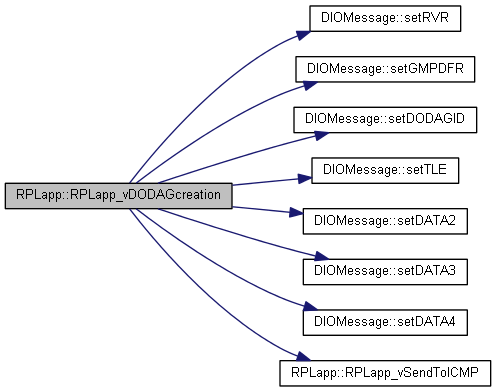 DIOMessage::setRVR
DIOMessage::setGMPDFR
DIOMessage::setDODAGID
RPLapp::RPLapp_vDODAGcreation
DIOMessage::setTLE
DIOMessage::setDATA2
DIOMessage::setDATA3
DIOMessage::setDATA4
RPLapp::RPLapp_vSendToICMP